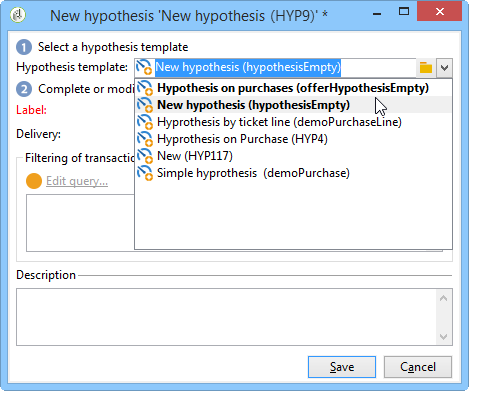 New hypothesis 'New hypothesis (HYP9)' *
1 Select a hypothesis template
Hypothesis template: New hypothesis (hypothesisEmpty)
Hypothesis on purchases (offerHypothesisEmpty)
2 Complete or modi
New hypothesis (hypothesisEmpty)
Label:
Hyprothesis by ticket line (demoPurchaseLine)
Delivery:
Hyprothesis on Purchase (HYP4)
Filtering of transactio
New (HYP117)
Edit query...
Simple hyprothesis (demoPurchase)
Description
Save Cancel